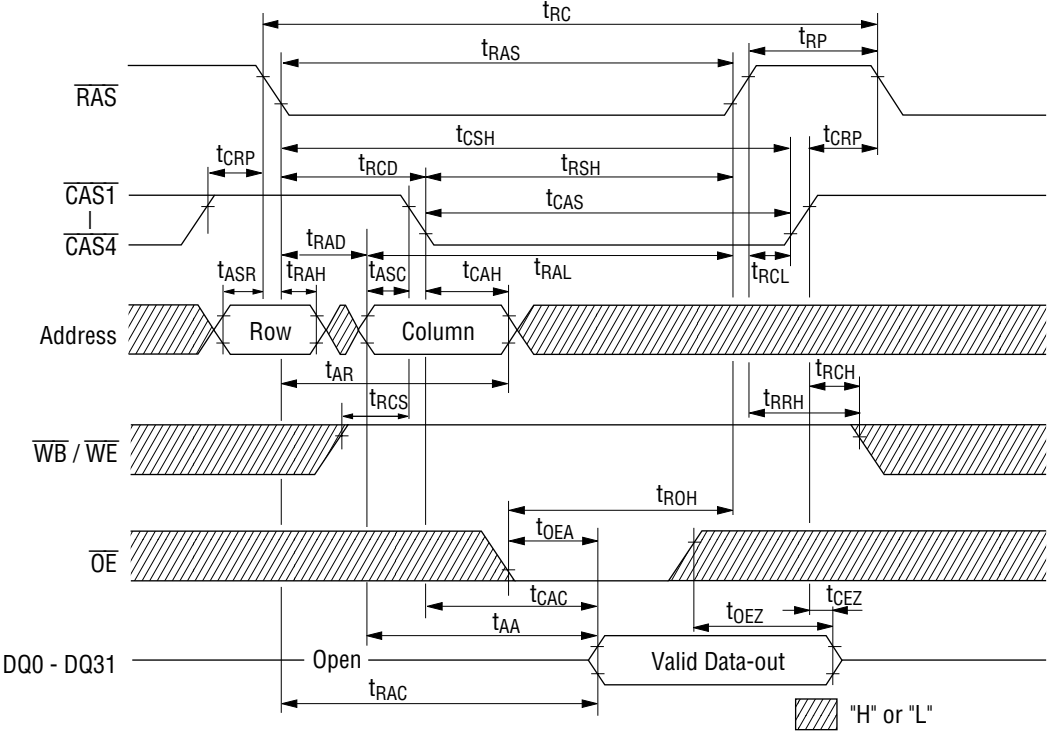 tRC
tRAS tRP
RAS
tCSH tCRP
tCRP tRCD tRSH
CAS1
|
CAS4
tCAS
tRAD tRAL tRCL
tASR tRAH tASC tCAH
Address Row Column
tAR tRCH
tRCS tRRH
WB / WE
tROH
OE tOEA
tCAC tOEZ tCEZ
tAA
DQ0 - DQ31 Open Valid Data-out
tRAC
"H" or "L"